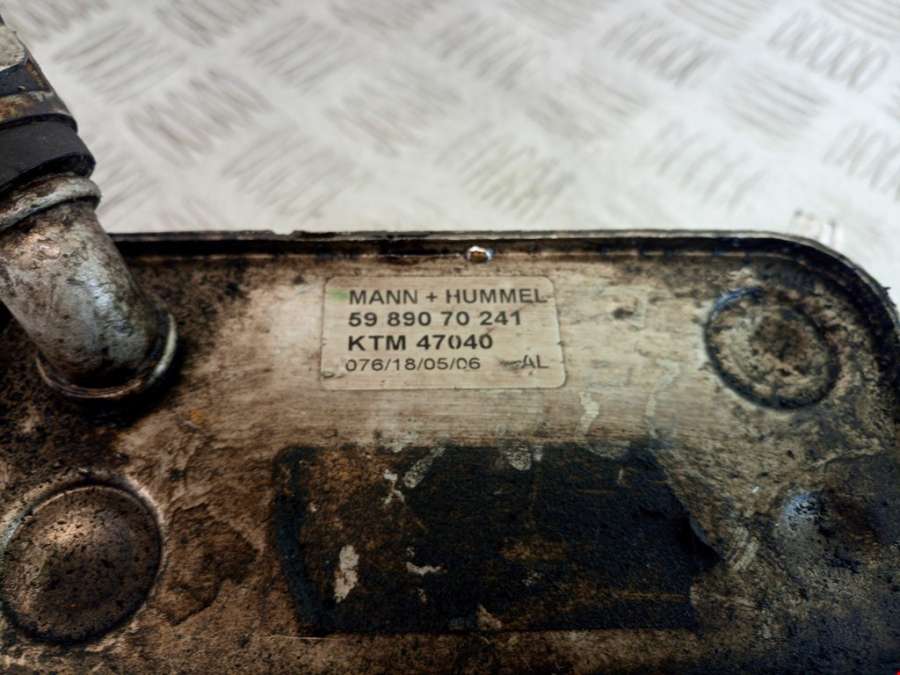 MANN + HUMMEL
59 890 70 241
KTM 47040
076/18/05/06 AL